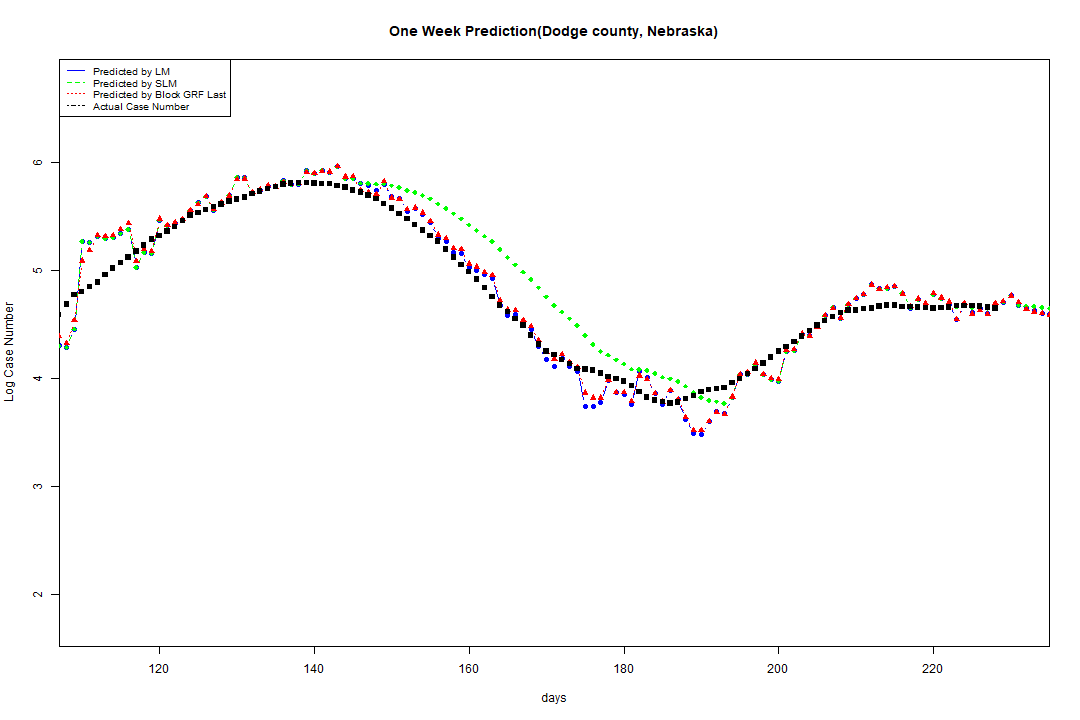 One Week Prediction(Dodge county, Nebraska)
Predicted by LM
Predicted by SLM
Predicted by Block GRF Last
Actual Case Number
6
5
4
3
2
Log Case Number
120 140 160 180 200 220
days